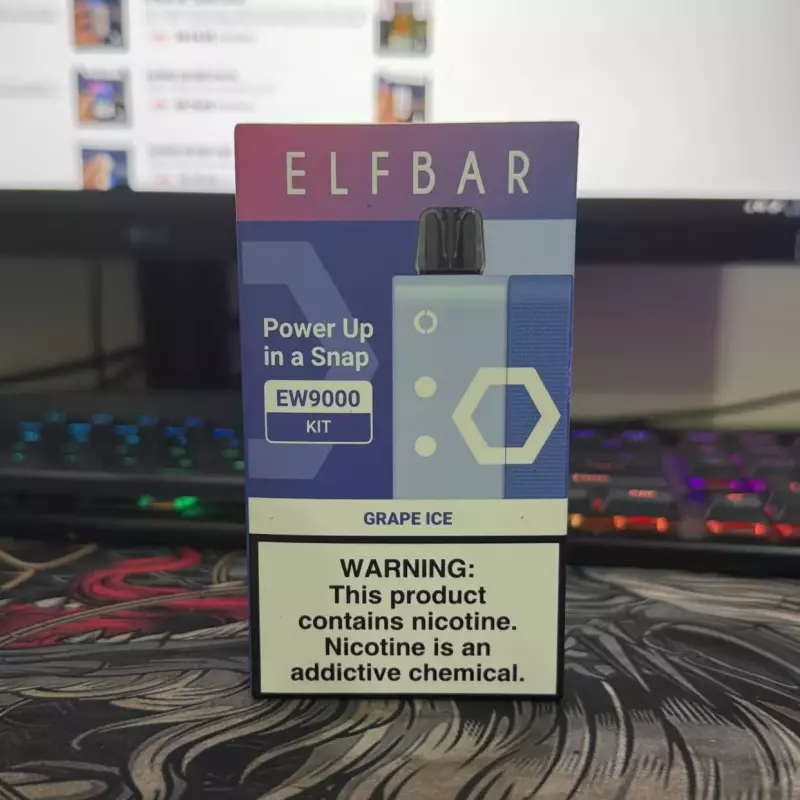 ELFBAR
Power Up
in a Snap
EW9000
KIT
GRAPE ICE
WARNING:
This product
contains nicotine.
Nicotine is an
addictive chemical.